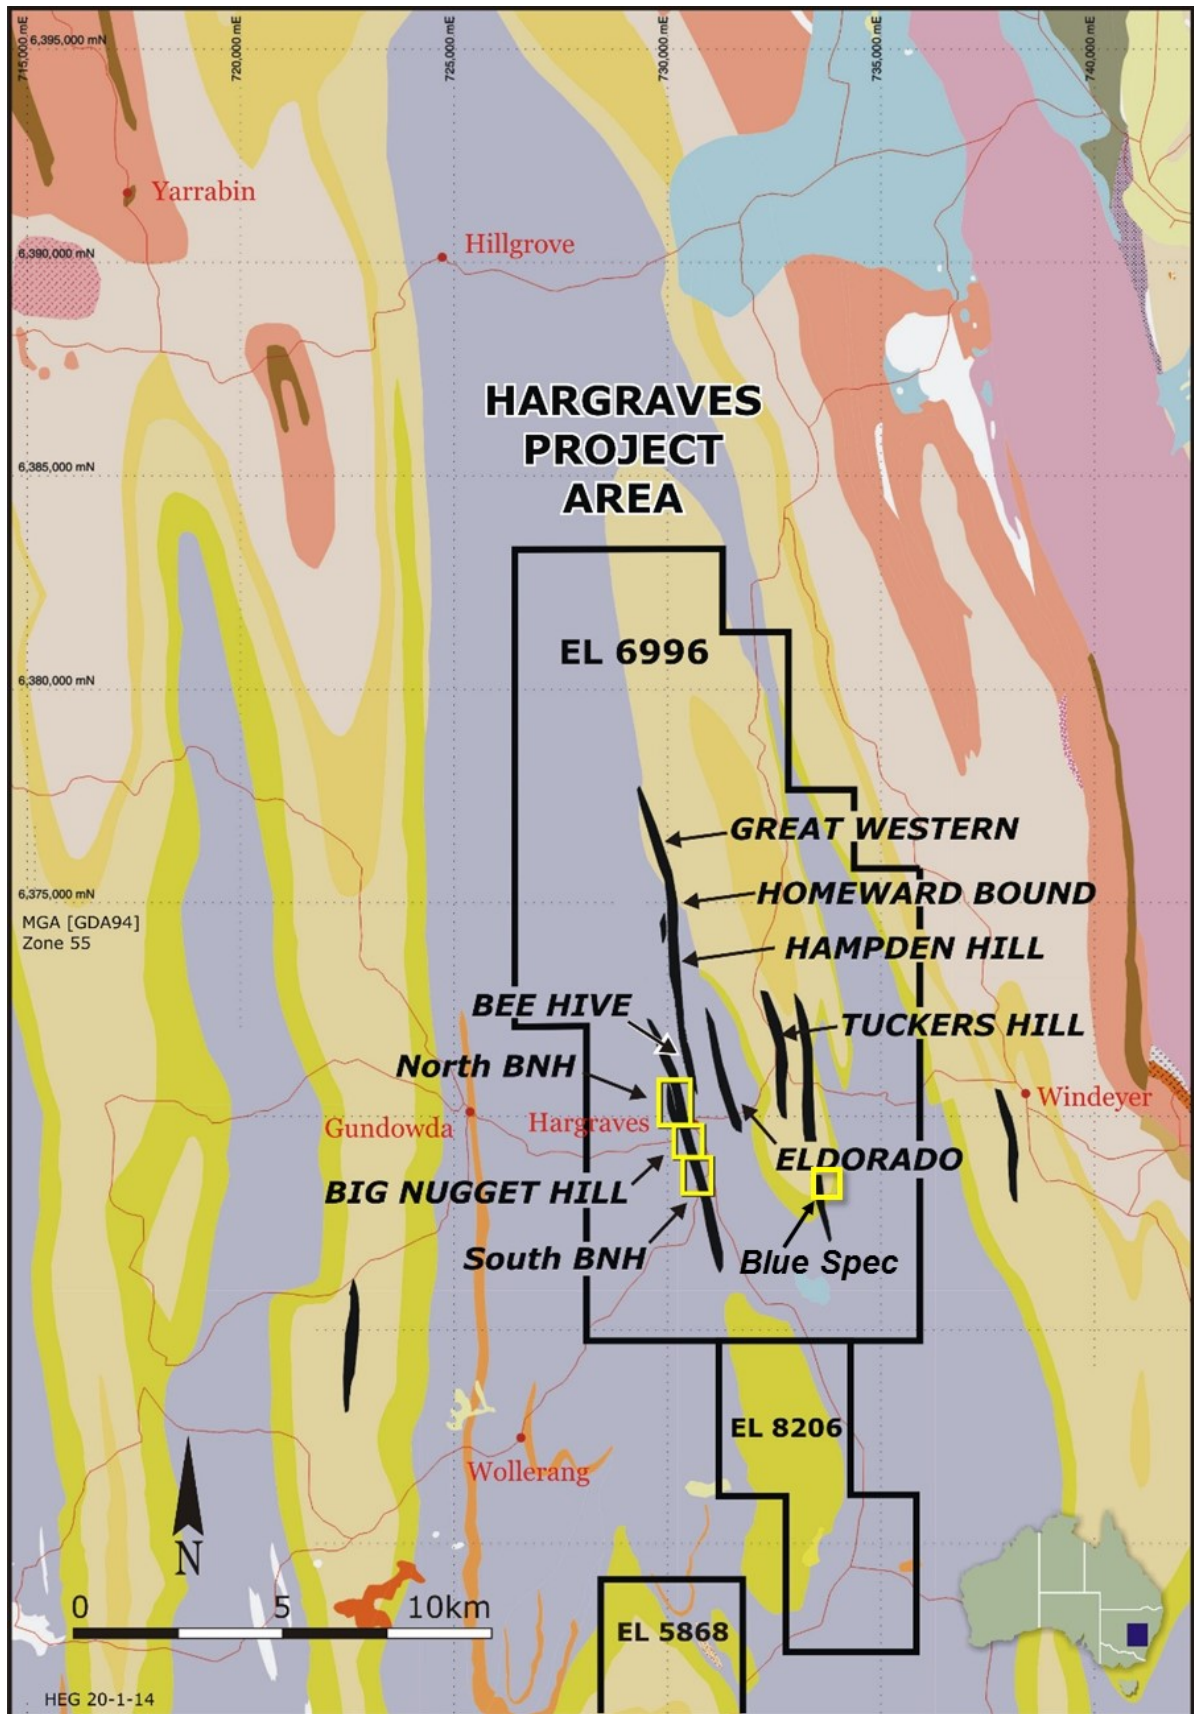 715,000 mE
720,000 mE
725,000 mE
730,000 mE
735,000 mE
740,000 mE
6,395,000 mN
Yarrabin
Hillgrove
6,390,000 mN
HARGRAVES
PROJECT
AREA
6,385,000 mN
EL 6996
6,380,000 mN
GREAT WESTERN
6,375,000 mN
HOMEWARD BOUND
MGA [GDA94]
Zone 55
HAMPDEN HILL
BEE HIVE
TUCKERS HILL
North BNH
Windeyer
Gundowda
Hargraves
ELDORADO
BIG NUGGET HILL
South BNH
Blue Spec
EL 8206
Wollerang
N
0 5 10km
EL 5868
HEG 20-1-14